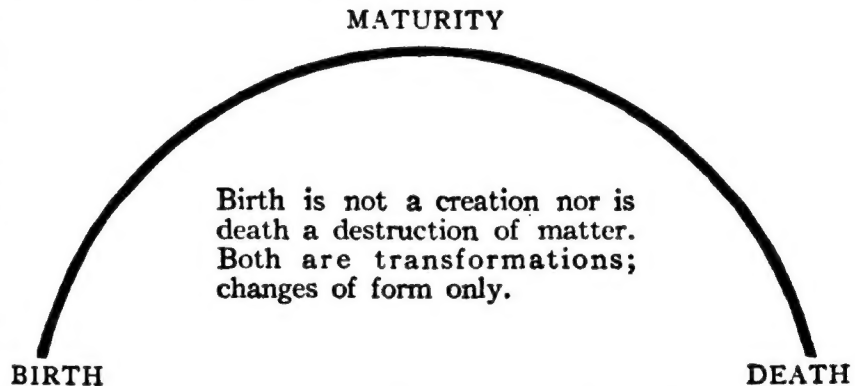 MATURITY
Birth is not a creation nor is
death a destruction of matter.
Both are transformations;
changes of form only.
BIRTH
DEATH